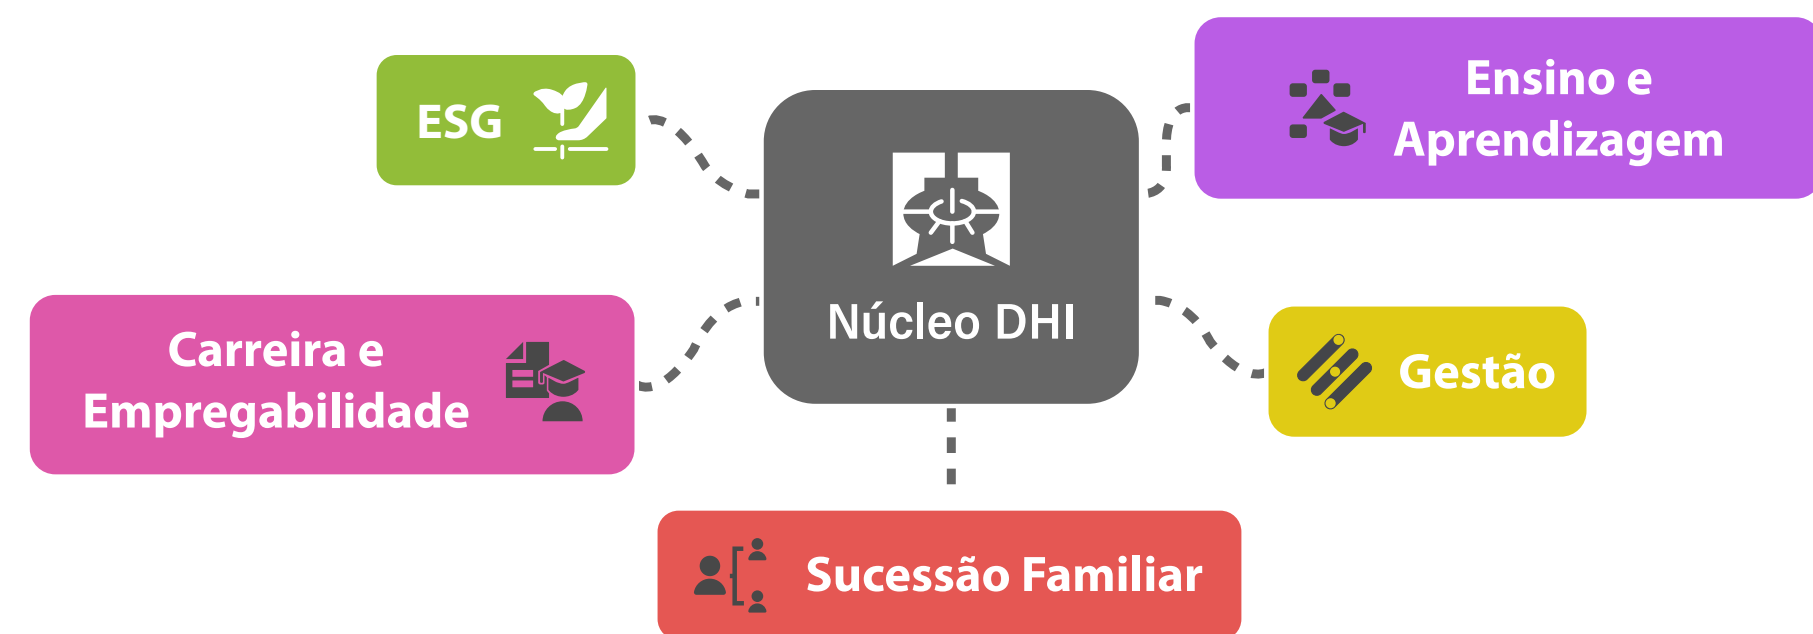 ESG
Ensino e
Aprendizagem
Núcleo DHI
Carreira e
Empregabilidade
Gestão
Sucessão Familiar